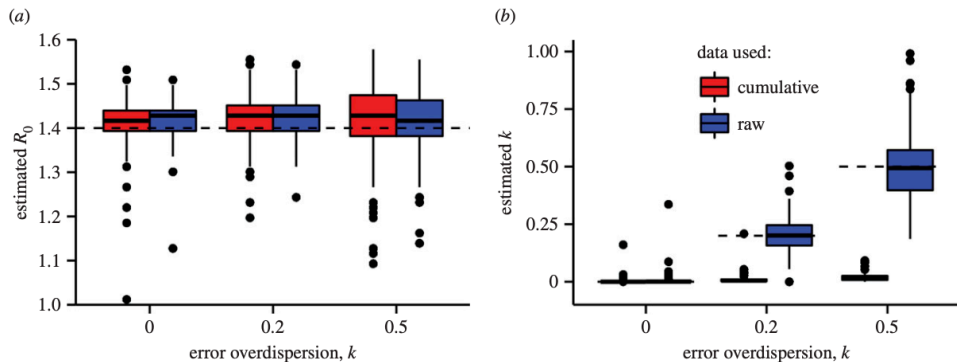 (a)
1.6
1.5
1.4
1.3
1.2
1.1
1.0
estimated R0
0 0.2 0.5
error overdispersion, k
(b)
1.00
0.75
0.50
0.25
0
estimated k
data used:
cumulative
raw
0 0.2 0.5
error overdispersion, k